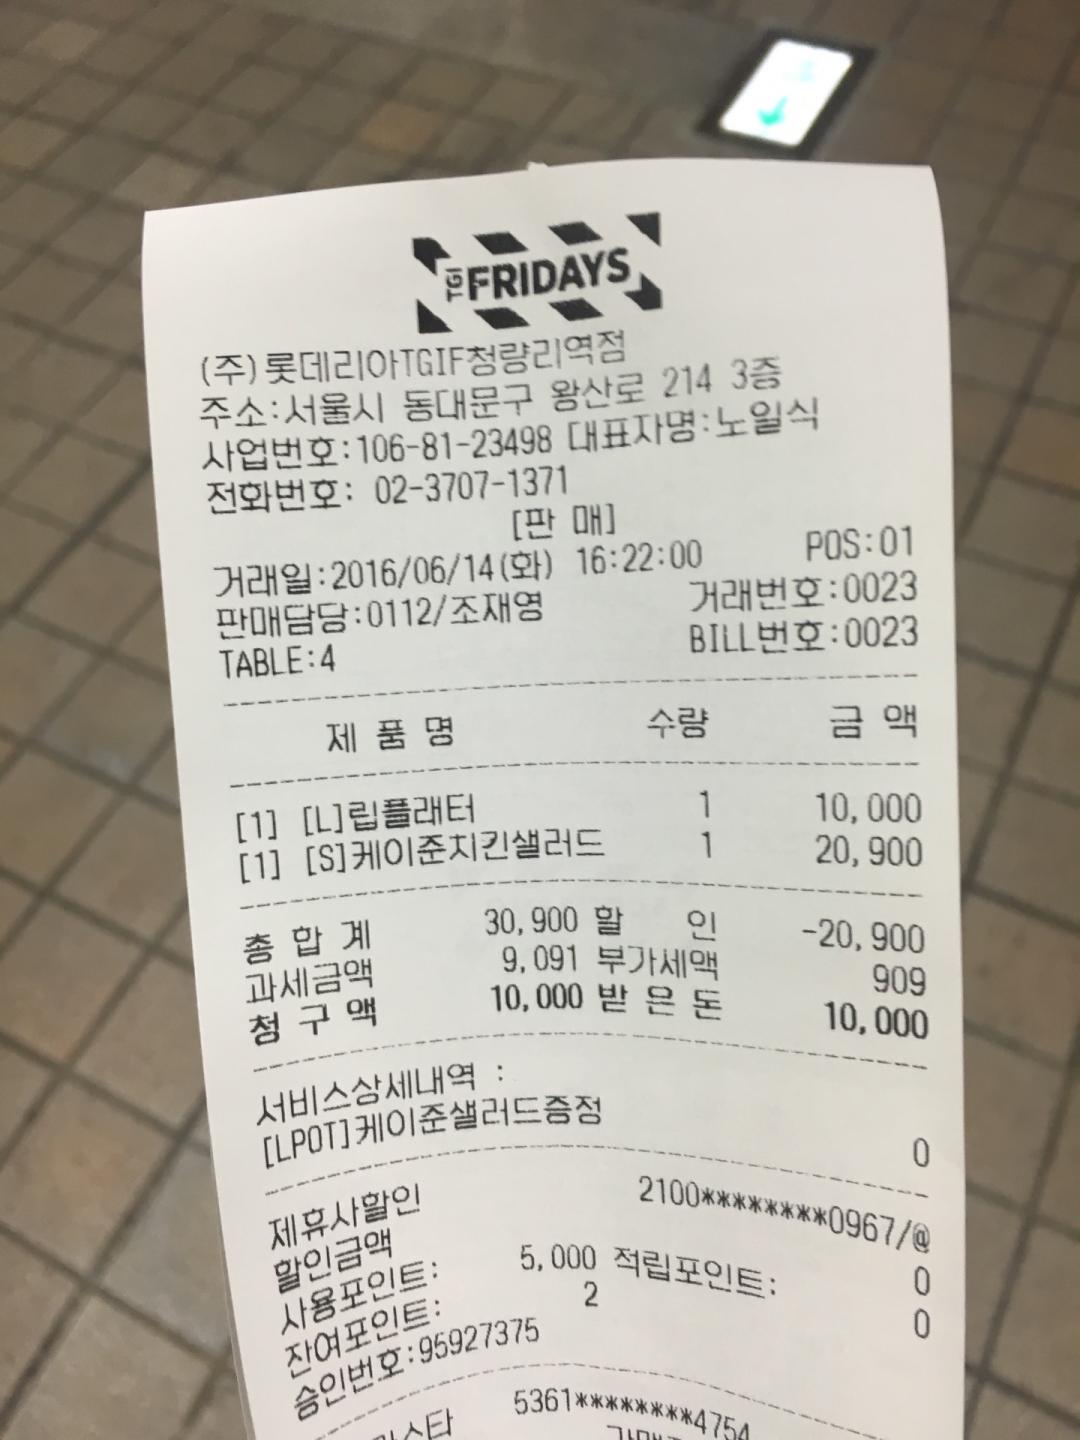 TGI FRIDAYS
(주)롯데리아TGIF청량리역점
주소:서울시 동대문구 왕산로 214 3층
사업번호:106-81-23498 대표자명:노일식
전화번호: 02-3707-1371
[판 매]
거래일:2016/06/14(화) 16:22:00 POS:01
판매담당:0112/조재영 거래번호:0023
TABLE:4 BILL번호:0023
제 품 명 수량 금 액
[1] [L]립플래터 1 10,000
[1] [S]케이준치킨샐러드 1 20,900
총 합 계 30,900 할 인 -20,900
과세금액 9,091 부가세액 909
청 구 액 10,000 받 은 돈 10,000
서비스상세내역 :
[LPOT]케이준샐러드증정 0
제휴사할인 2100********0967/@
할인금액 0
사용포인트: 5,000 적립포인트: 0
잔여포인트: 2
승인번호:95927375
스타 5361********4754